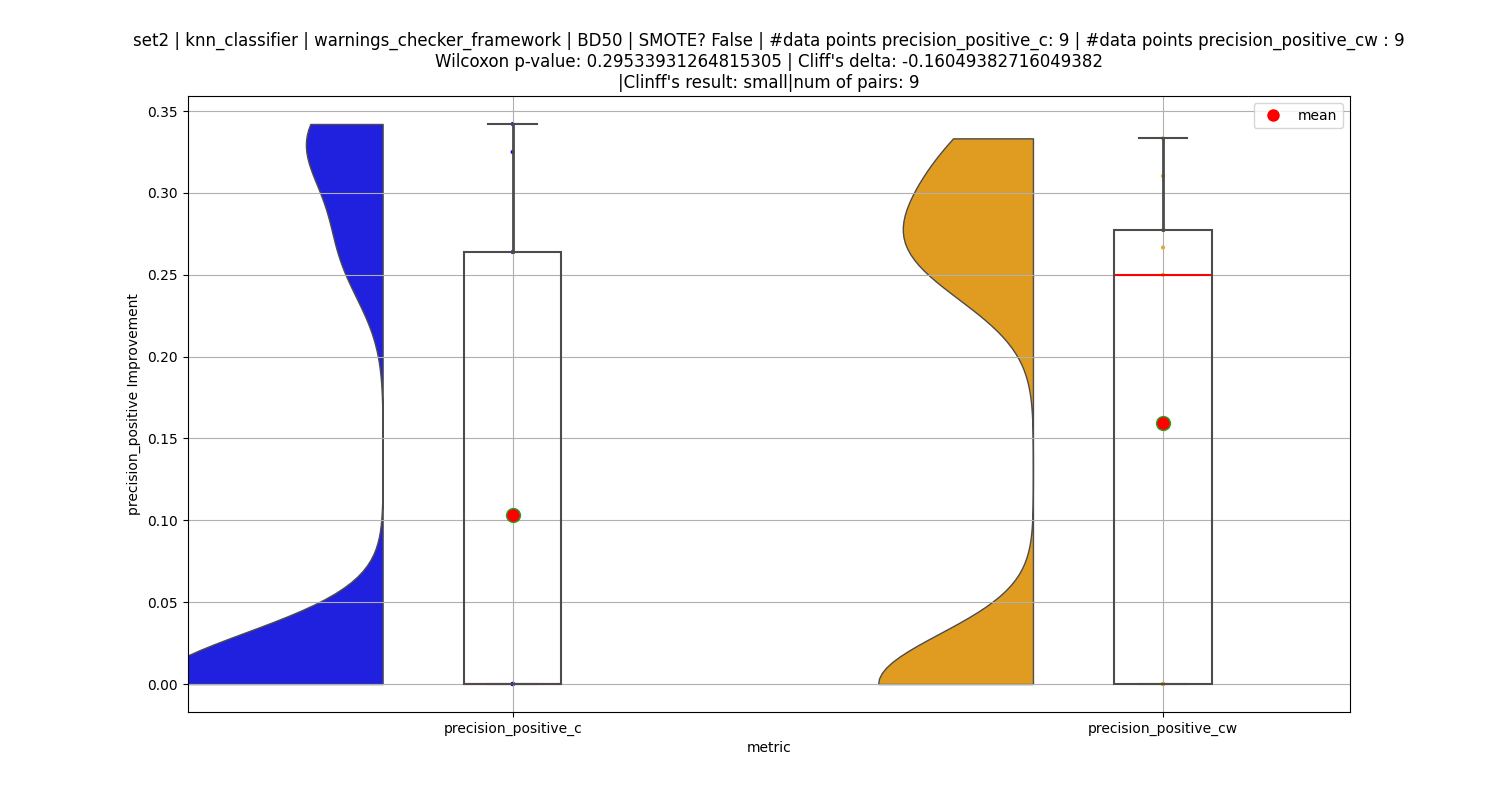 set2 | knn_classifier | warnings_checker_framework | BD50 | SMOTE? False | #data points precision_positive_c: 9 | #data points precision_positive_cw : 9
Wilcoxon p-value: 0.29533931264815305 | Cliff's delta: -0.16049382716049382
|Clinff's result: small|num of pairs: 9
mean
0.35
0.30
0.25
0.20
0.15
0.10
0.05
0.00
precision_positive Improvement
precision_positive_c
precision_positive_cw
metric